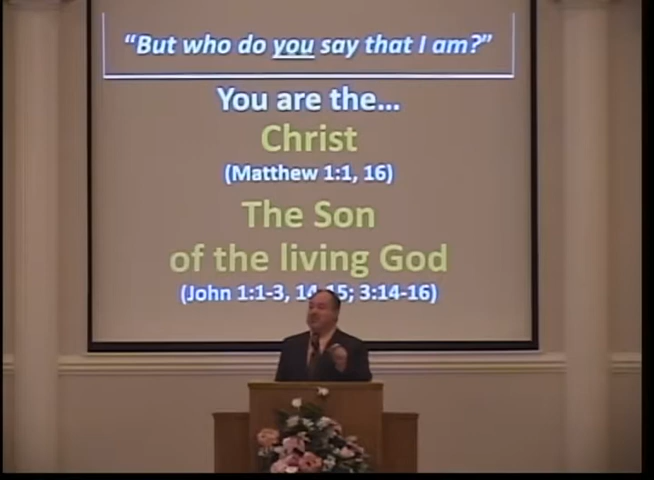 “But who do you say that I am?”
You are the...
Christ
(Matthew 1:1, 16)
The Son
of the living God
(John 1:1-3, 14-15; 3:14-16)